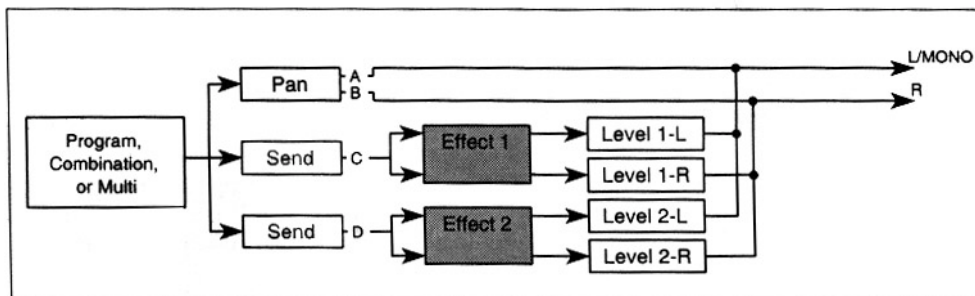 L/MONO
Pan
A
B
R
Program,
Combination,
or Multi
Send
C
Effect 1
Level 1-L
Level 1-R
Send
D
Effect 2
Level 2-L
Level 2-R